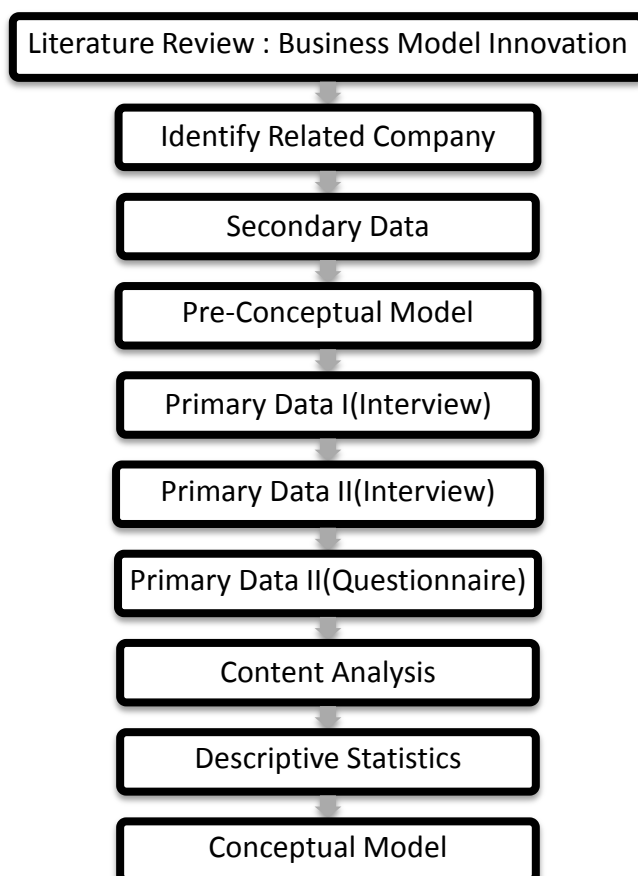 Literature Review : Business Model Innovation
Identify Related Company
Secondary Data
Pre-Conceptual Model
Primary Data I(Interview)
Primary Data II(Interview)
Primary Data II(Questionnaire)
Content Analysis
Descriptive Statistics
Conceptual Model